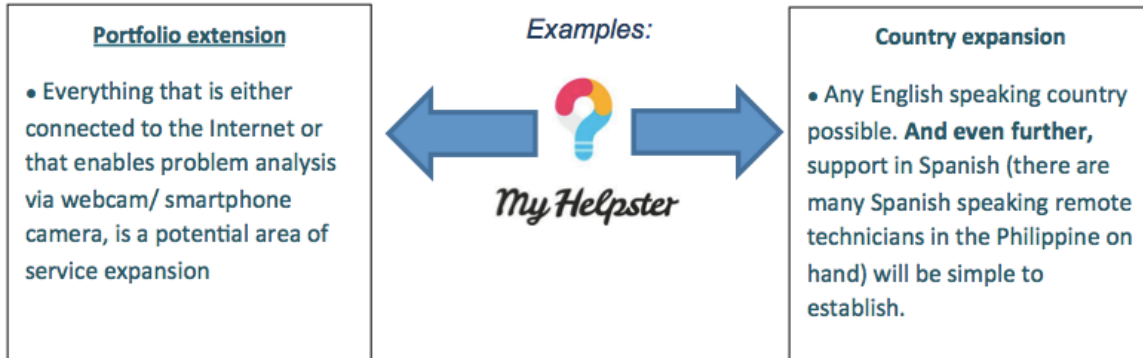 Portfolio extension
• Everything that is either
connected to the Internet or
that enables problem analysis
via webcam/ smartphone
camera, is a potential area of
service expansion
Examples:
My Helpster
Country expansion
• Any English speaking country
possible. And even further,
support in Spanish (there are
many Spanish speaking remote
technicians in the Philippine on
hand) will be simple to
establish.